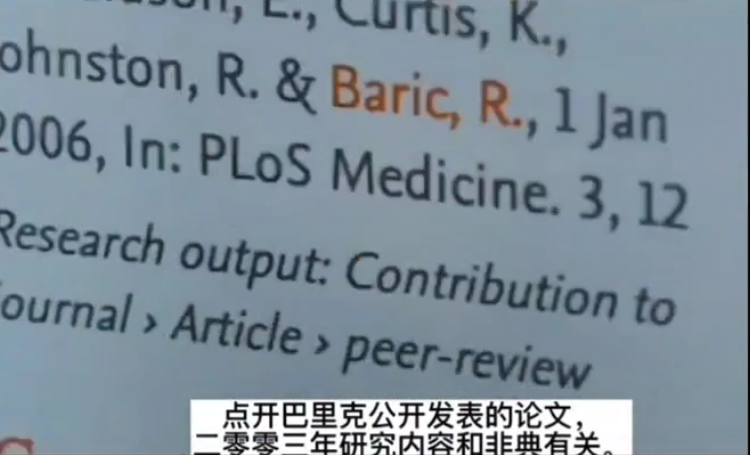 E., Curtis, K.,
ohnston, R. & Baric, R., 1 Jan
2006, In: PLoS Medicine. 3, 12
Research output: Contribution to
ournal › Article › peer-review
点开巴里克公开发表的论文，
二零零三年研究内容和非典有关。